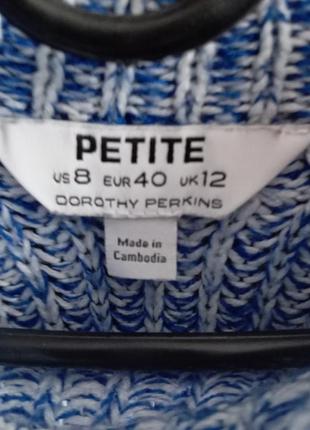 PETITE
US 8 EUR 40 UK 12
DOROTHY PERKINS
Made in
Cambodia